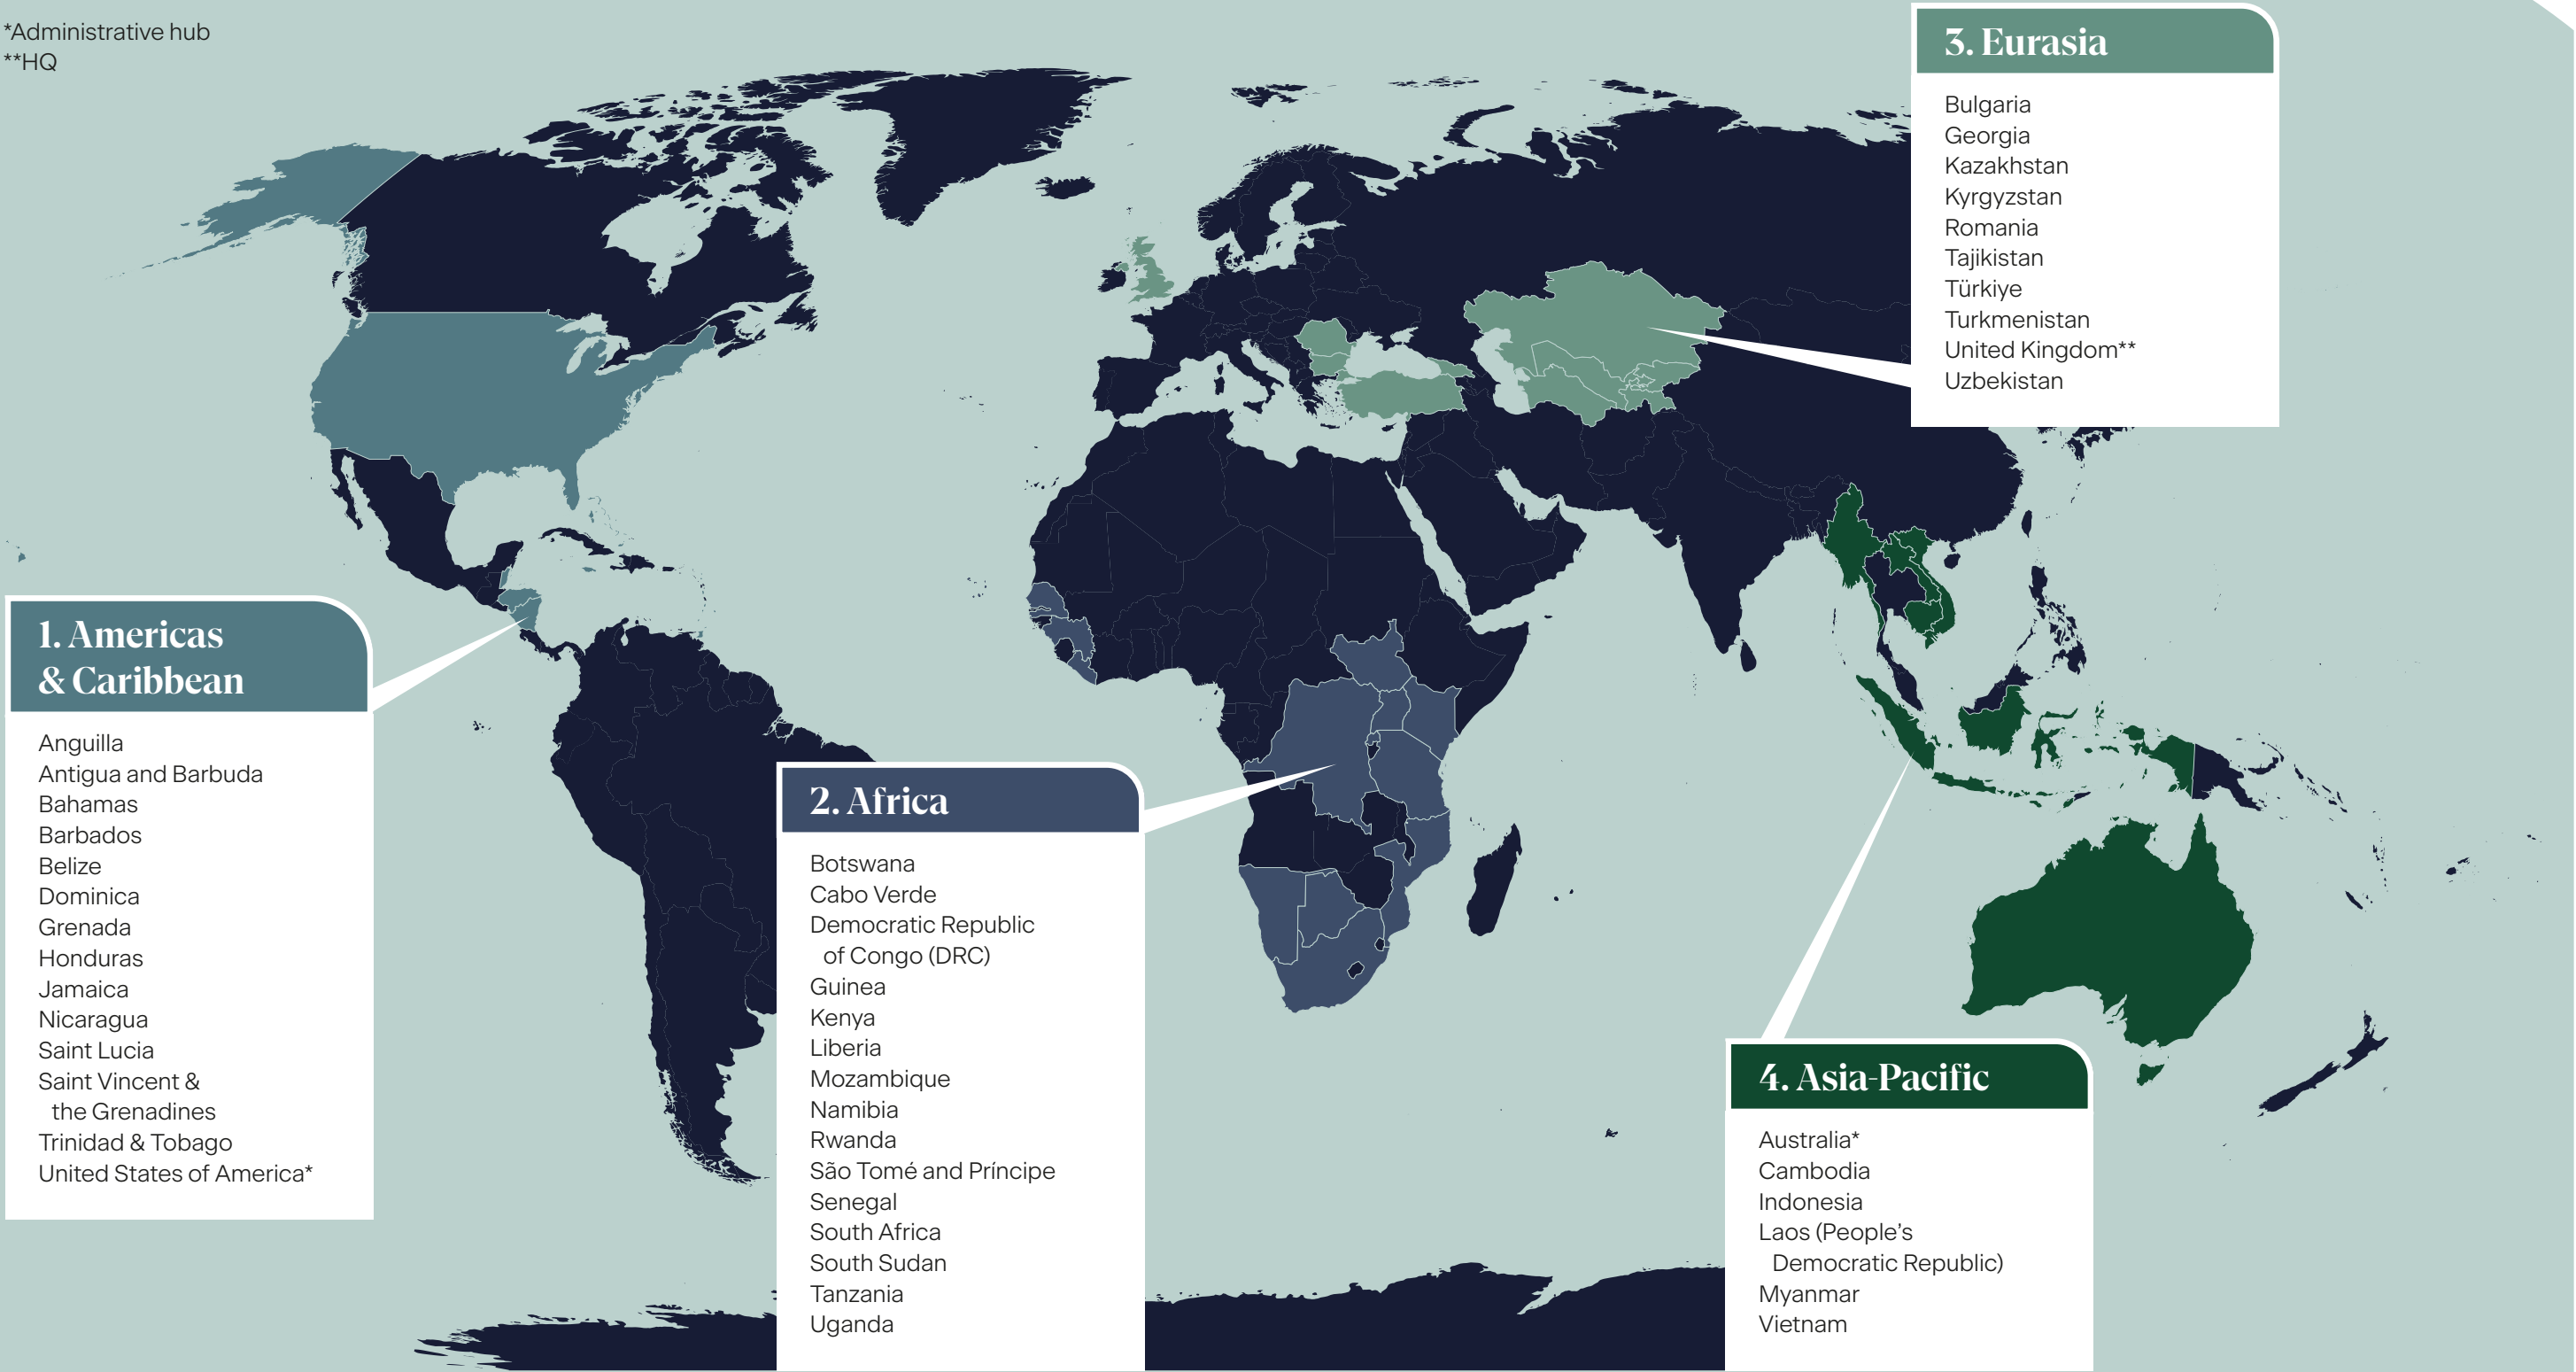 *Administrative hub
**HQ
3. Eurasia
Bulgaria
Georgia
Kazakhstan
Kyrgyzstan
Romania
Tajikistan
Türkiye
Turkmenistan
United Kingdom**
Uzbekistan
1. Americas
& Caribbean
Anguilla
Antigua and Barbuda
Bahamas
Barbados
Belize
Dominica
Grenada
Honduras
Jamaica
Nicaragua
Saint Lucia
Saint Vincent &
the Grenadines
Trinidad & Tobago
United States of America*
2. Africa
Botswana
Cabo Verde
Democratic Republic
of Congo (DRC)
Guinea
Kenya
Liberia
Mozambique
Namibia
Rwanda
São Tomé and Príncipe
Senegal
South Africa
South Sudan
Tanzania
Uganda
4. Asia-Pacific
Australia*
Cambodia
Indonesia
Laos (People’s
Democratic Republic)
Myanmar
Vietnam